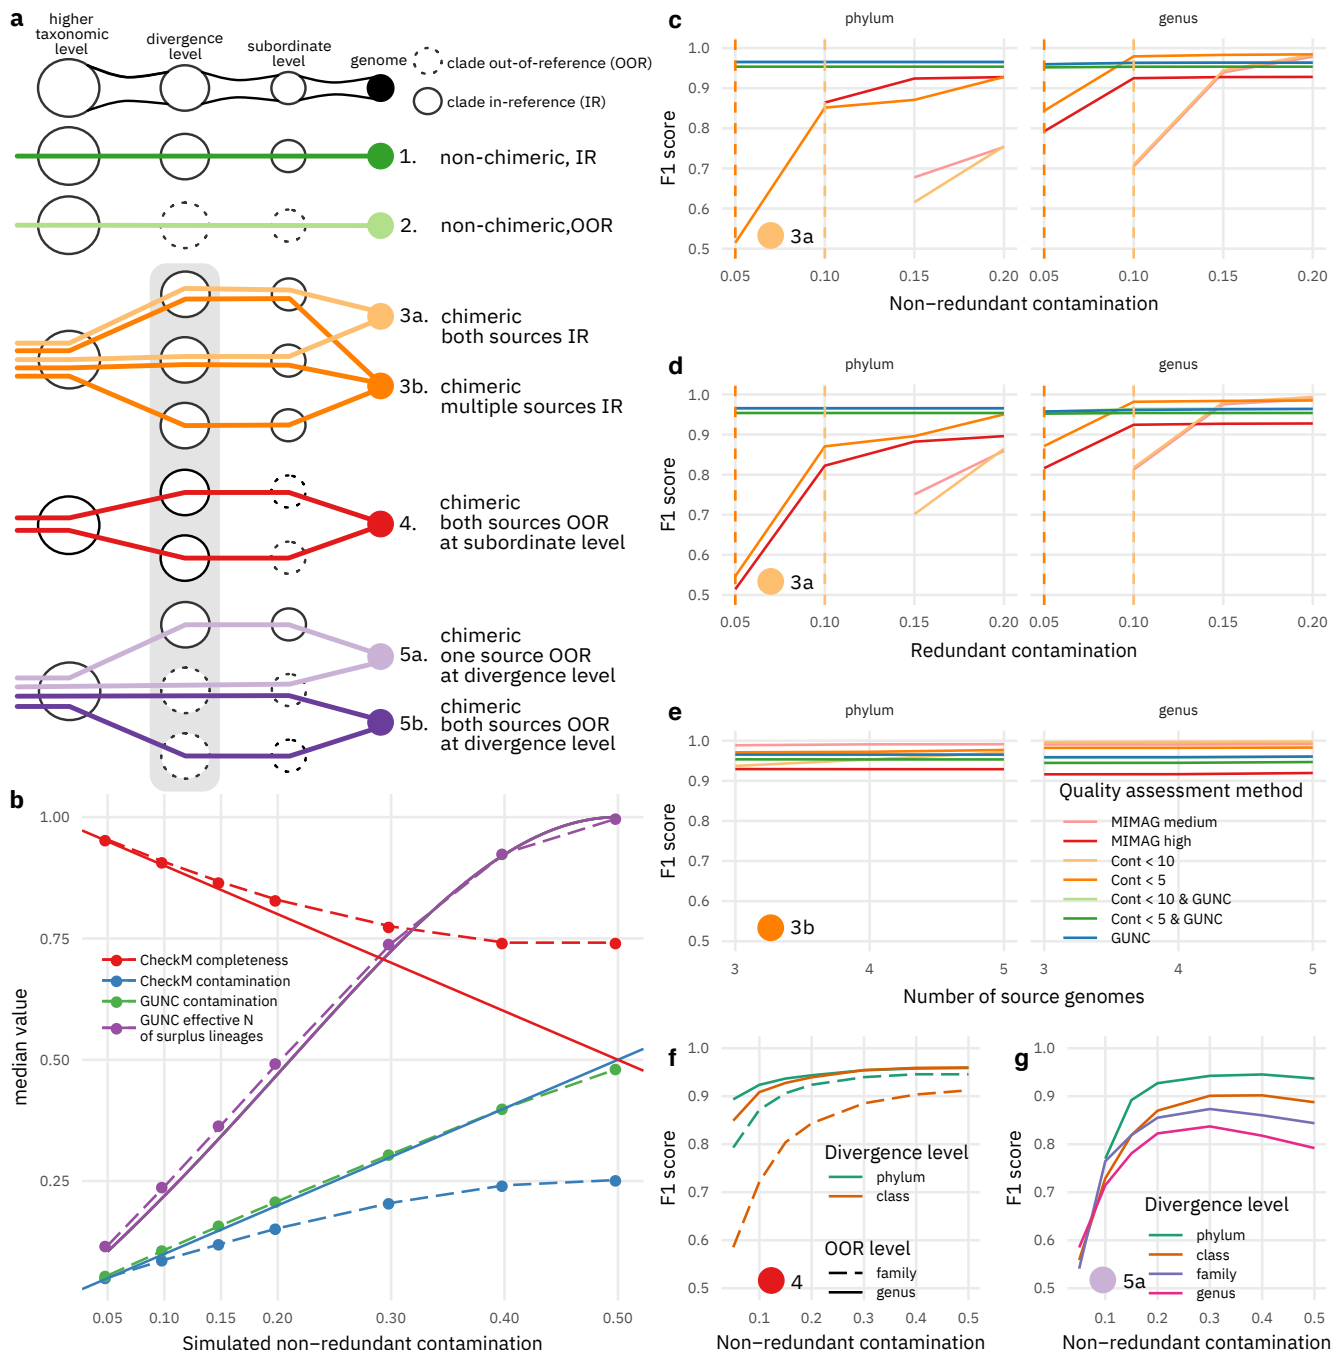 a
higher
taxonomic
level
divergence
level
subordinate
level
genome
clade out-of-reference (OOR)
clade in-reference (IR)
1. non-chimeric, IR
2. non-chimeric,OOR
3a. chimeric
both sources IR
3b. chimeric
multiple sources IR
4. chimeric
both sources OOR
at subordinate level
5a. chimeric
one source OOR
at divergence level
5b. chimeric
both sources OOR
at divergence level
b
1.00
0.75
0.50
0.25
median value
CheckM completeness
CheckM contamination
GUNC contamination
GUNC effective N
of surplus lineages
0.05 0.10 0.15 0.20 0.30 0.40 0.50
Simulated non−redundant contamination
c
phylum genus
1.0
0.9
0.8
0.7
0.6
0.5
F1 score
3a
0.05 0.10 0.15 0.20 0.05 0.10 0.15 0.20
Non−redundant contamination
d
phylum genus
1.0
0.9
0.8
0.7
0.6
0.5
F1 score
3a
0.05 0.10 0.15 0.20 0.05 0.10 0.15 0.20
Redundant contamination
e
phylum genus
1.0
0.9
0.8
0.7
0.6
0.5
F1 score
3b
Quality assessment method
MIMAG medium
MIMAG high
Cont < 10
Cont < 5
Cont < 10 & GUNC
Cont < 5 & GUNC
GUNC
3 4 5 3 4 5
Number of source genomes
f
1.0
0.9
0.8
0.7
0.6
0.5
F1 score
Divergence level
phylum
class
OOR level
family
genus
4
0.1 0.2 0.3 0.4 0.5
Non−redundant contamination
g
1.0
0.9
0.8
0.7
0.6
0.5
F1 score
Divergence level
phylum
class
family
genus
5a
0.1 0.2 0.3 0.4 0.5
Non−redundant contamination